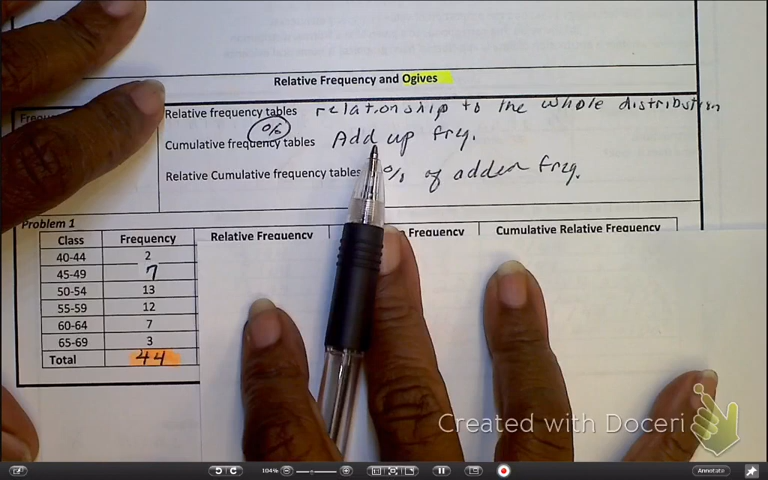 Relative Frequency and Ogives
Relative frequency tables relationship to the whole distribution
%
Cumulative frequency tables Add up frq.
Relative Cumulative frequency tables % of added freq.
Problem 1
Class Frequency Relative Frequency Frequency Cumulative Relative Frequency
40-44 2
45-49 7
50-54 13
55-59 12
60-64 7
65-69 3
Total 44
Created with Doceri
104%
Annotate